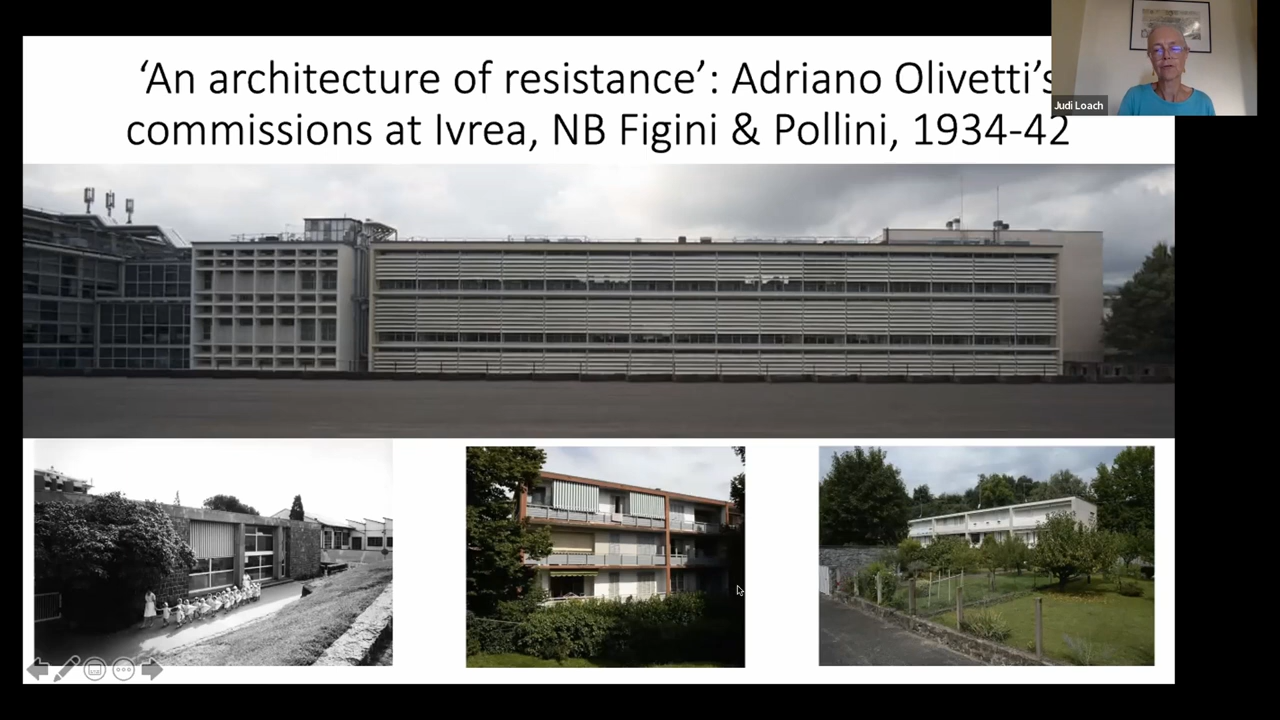 ‘An architecture of resistance’: Adriano Olivetti’s
commissions at Ivrea, NB Figini & Pollini, 1934-42
Judi Loach